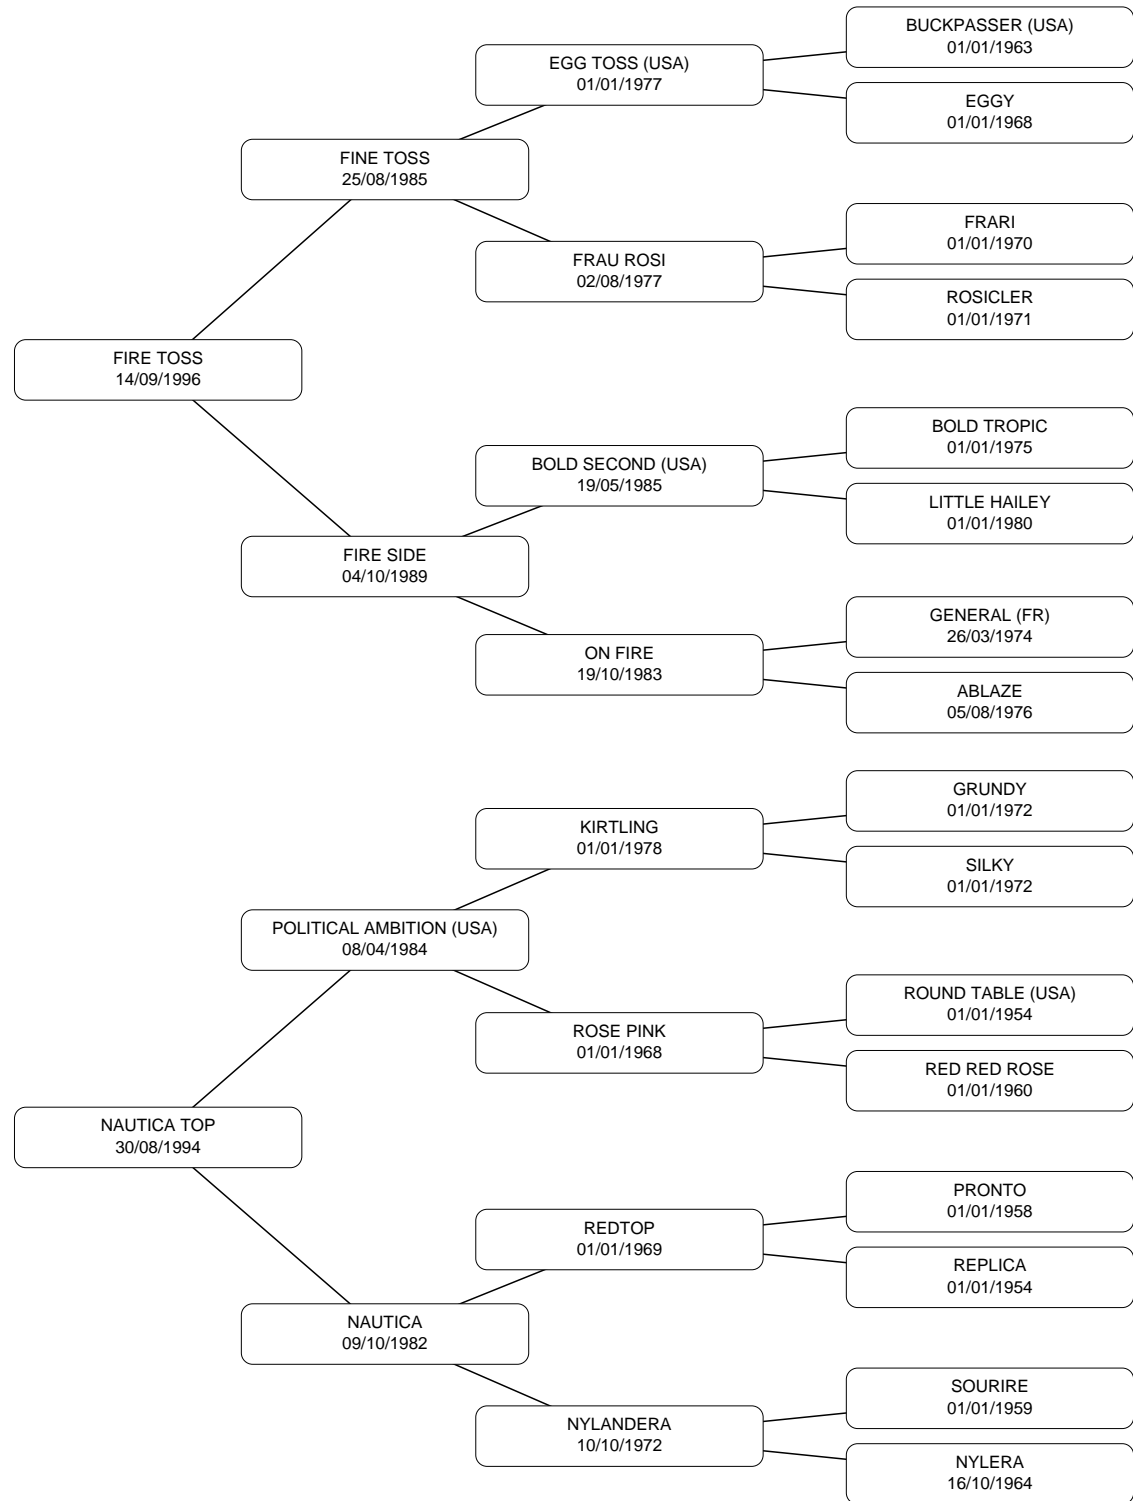 BUCKPASSER (USA)
01/01/1963
EGG TOSS (USA)
01/01/1977
EGGY
01/01/1968
FINE TOSS
25/08/1985
FRARI
01/01/1970
FRAU ROSI
02/08/1977
ROSICLER
01/01/1971
FIRE TOSS
14/09/1996
BOLD TROPIC
01/01/1975
BOLD SECOND (USA)
19/05/1985
LITTLE HAILEY
01/01/1980
FIRE SIDE
04/10/1989
GENERAL (FR)
26/03/1974
ON FIRE
19/10/1983
ABLAZE
05/08/1976
GRUNDY
01/01/1972
KIRTLING
01/01/1978
SILKY
01/01/1972
POLITICAL AMBITION (USA)
08/04/1984
ROUND TABLE (USA)
01/01/1954
ROSE PINK
01/01/1968
RED RED ROSE
01/01/1960
NAUTICA TOP
30/08/1994
PRONTO
01/01/1958
REDTOP
01/01/1969
REPLICA
01/01/1954
NAUTICA
09/10/1982
SOURIRE
01/01/1959
NYLANDERA
10/10/1972
NYLERA
16/10/1964